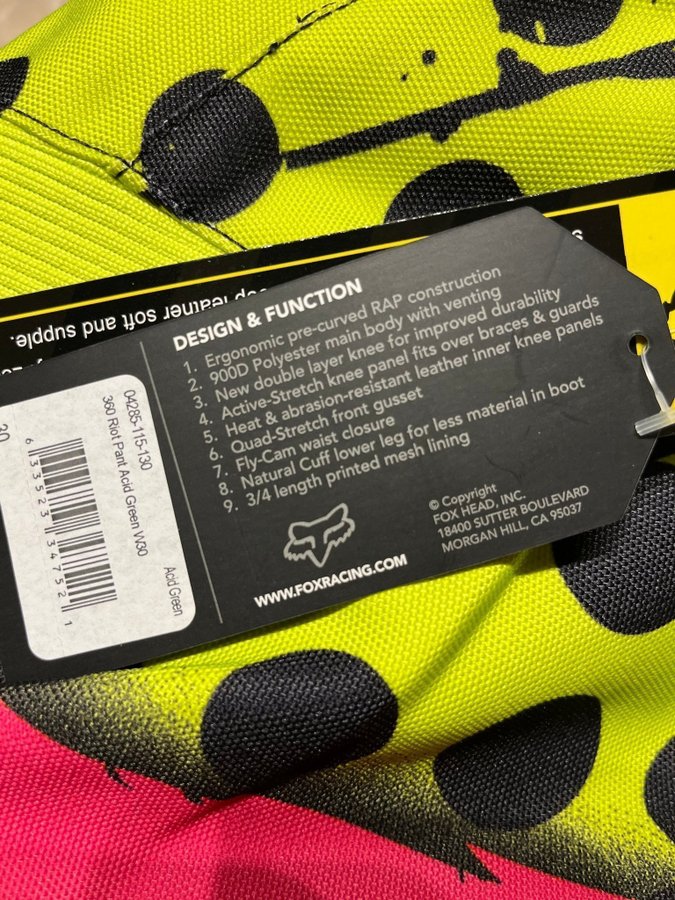 DESIGN & FUNCTION
1. Ergonomic pre-curved RAP construction
2. 900D Polyester main body with venting
3. New double layer knee for improved durability
4. Active-Stretch knee panel fits over braces & guards
5. Heat & abrasion-resistant leather inner knee panels
6. Quad-Stretch front gusset
7. Fly-Cam waist closure
8. Natural Cuff lower leg for less material in boot
9. 3/4 length printed mesh lining
WWW.FOXRACING.COM
© Copyright
FOX HEAD, INC.
18400 SUTTER BOULEVARD
MORGAN HILL, CA 95037
04285-115-130
360 Riot Pant Acid Green W30
Acid Green
30
6 33523 34752 1
leather soft and supple.